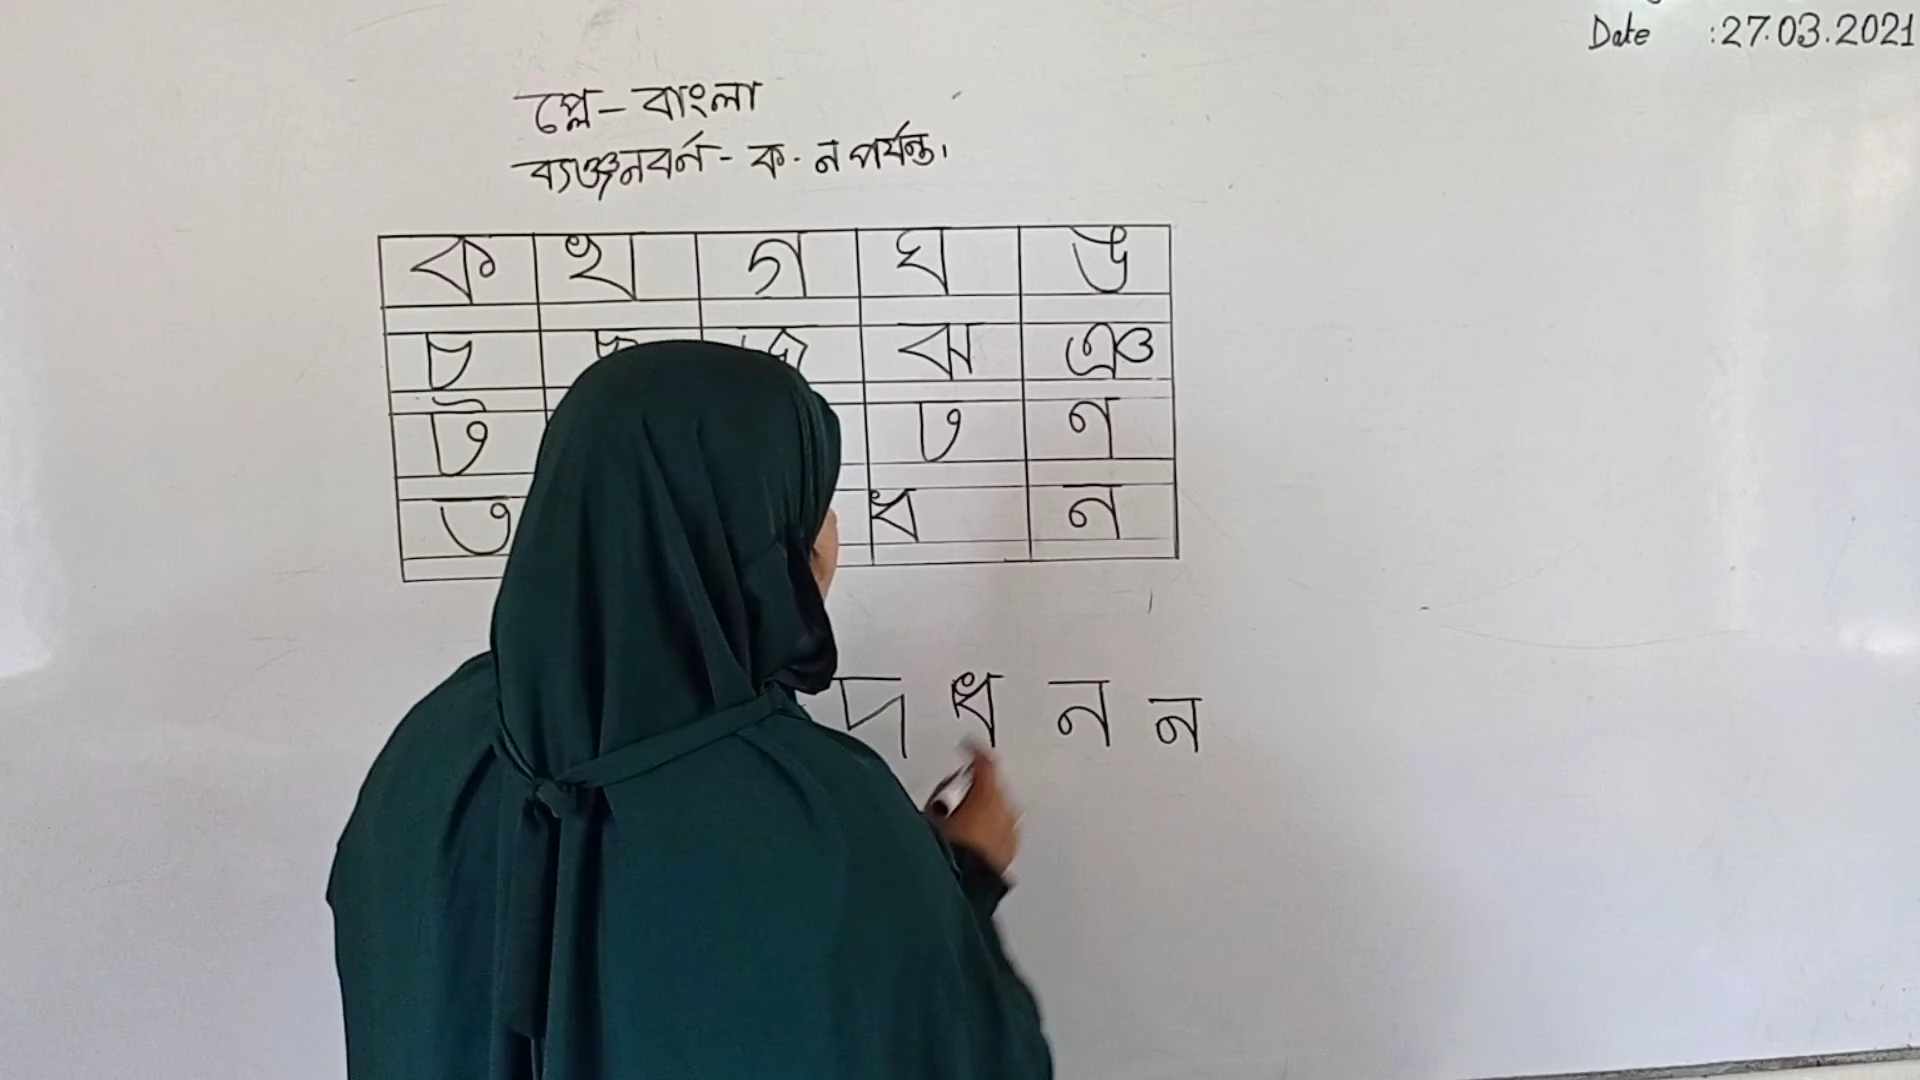 Date :27.03.2021
প্লে-বাংলা
ব্যঞ্জনবর্ন - ক - ন পর্যন্ত।
ক খ গ ঘ ঙ
চ ছ জ ঝ ঞ
ট ঢ ণ
ত ধ ন
দ ধ ন ন